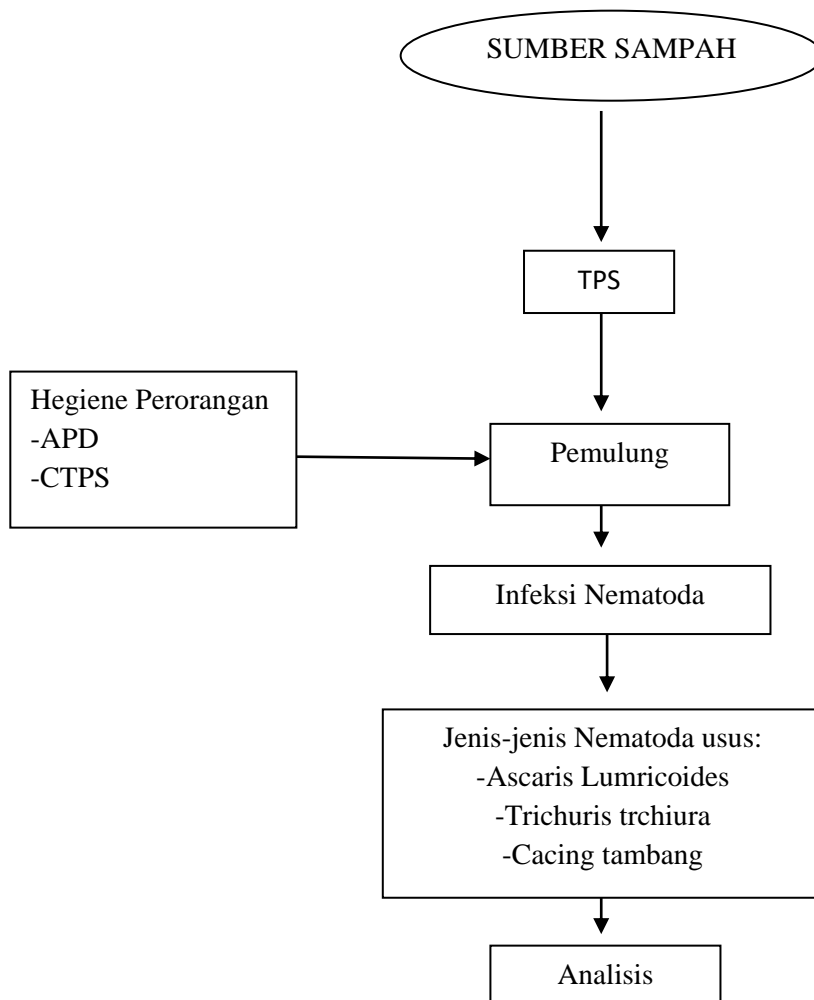 SUMBER SAMPAH
TPS
Hegiene Perorangan
-APD
-CTPS
Pemulung
Infeksi Nematoda
Jenis-jenis Nematoda usus:
-Ascaris Lumricoides
-Trichuris trchiura
-Cacing tambang
Analisis